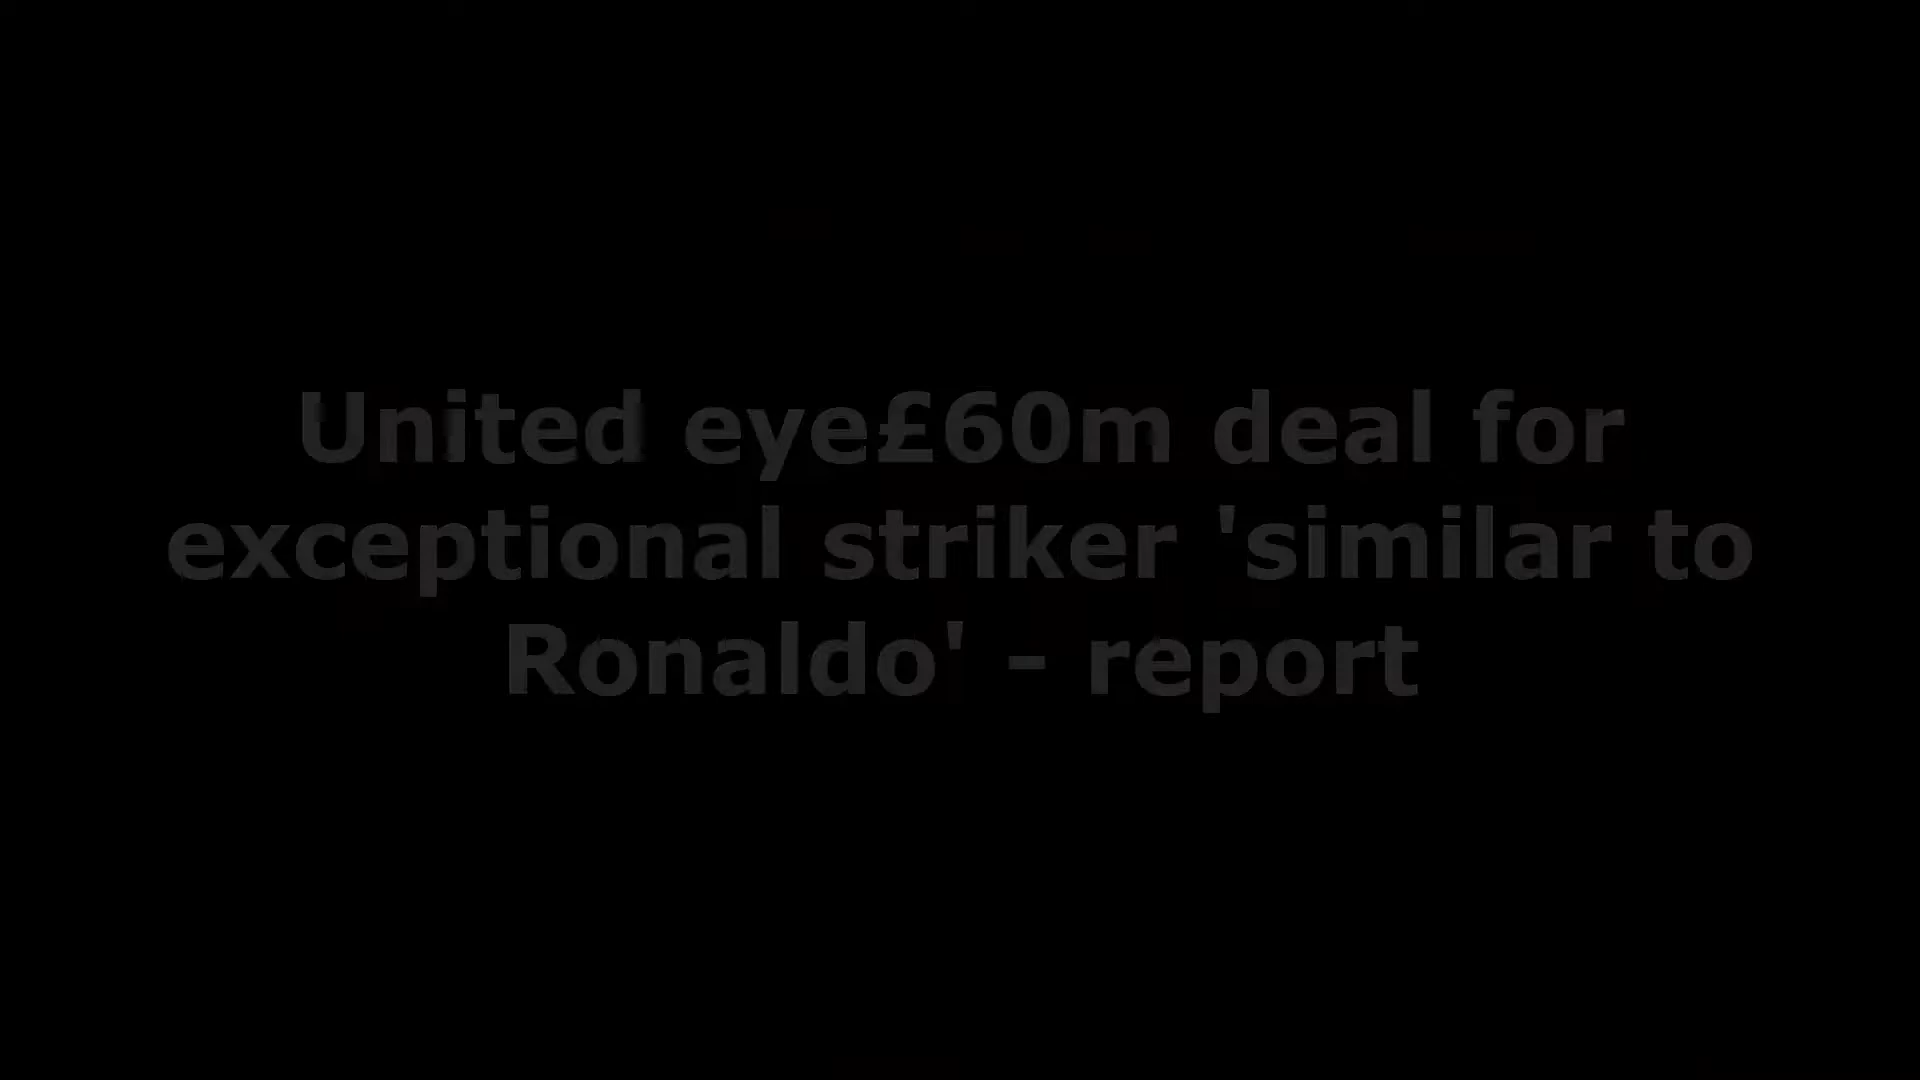 United eye£60m deal for
exceptional striker 'similar to
Ronaldo' - report